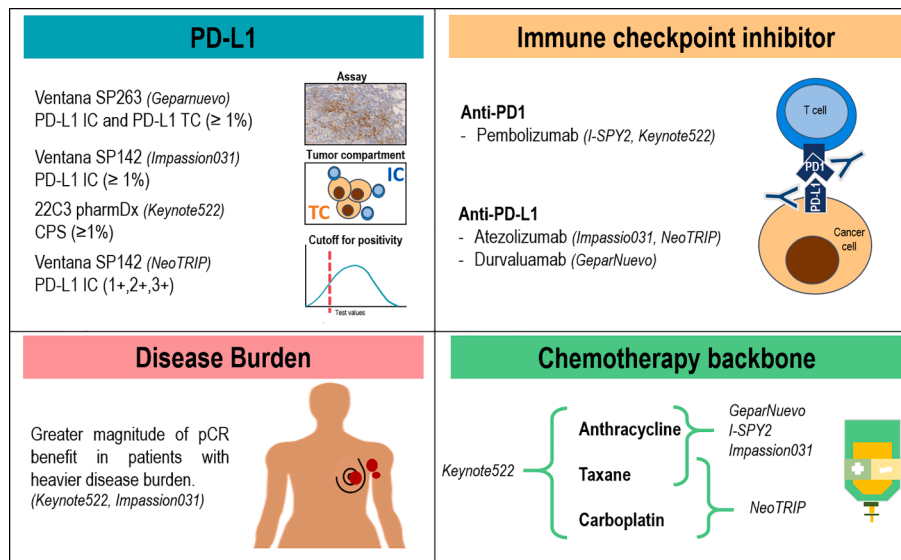 PD-L1
Ventana SP263 (Geparnuevo)
PD-L1 IC and PD-L1 TC (≥ 1%)
Ventana SP142 (Impassion031)
PD-L1 IC (≥ 1%)
22C3 pharmDx (Keynote522)
CPS (≥1%)
Ventana SP142 (NeoTRIP)
PD-L1 IC (1+,2+,3+)
Assay
Tumor compartment
IC
TC
Cutoff for positivity
Test values
Immune checkpoint inhibitor
Anti-PD1
- Pembolizumab (I-SPY2, Keynote522)
Anti-PD-L1
- Atezolizumab (Impassio031, NeoTRIP)
- Durvaluamab (GeparNuevo)
T cell
PD1
PD-L1
Cancer
cell
Disease Burden
Greater magnitude of pCR
benefit in patients with
heavier disease burden.
(Keynote522, Impassion031)
Chemotherapy backbone
Keynote522
Anthracycline
Taxane
Carboplatin
GeparNuevo
I-SPY2
Impassion031
NeoTRIP